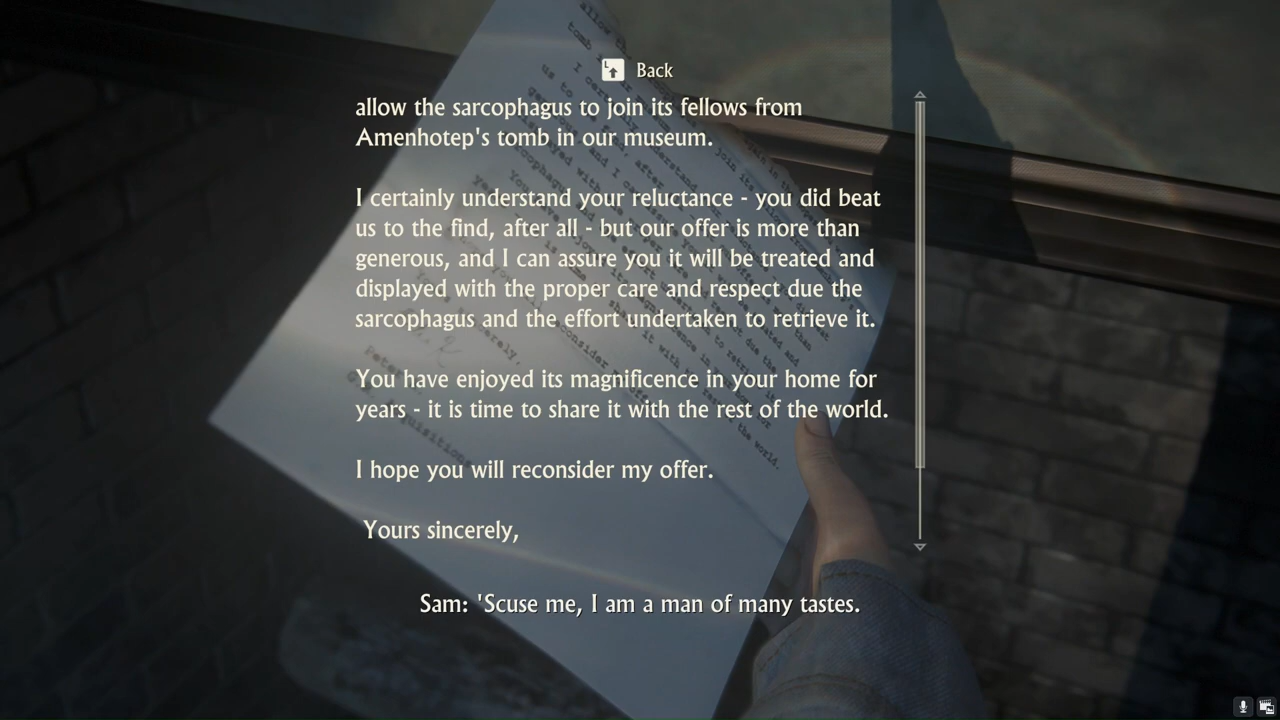 Back
allow the sarcophagus to join its fellows from
Amenhotep's tomb in our museum.
I certainly understand your reluctance - you did beat
us to the find, after all - but our offer is more than
generous, and I can assure you it will be treated and
displayed with the proper care and respect due the
sarcophagus and the effort undertaken to retrieve it.
You have enjoyed its magnificence in your home for
years - it is time to share it with the rest of the world.
I hope you will reconsider my offer.
Yours sincerely,
Sam: 'Scuse me, I am a man of many tastes.